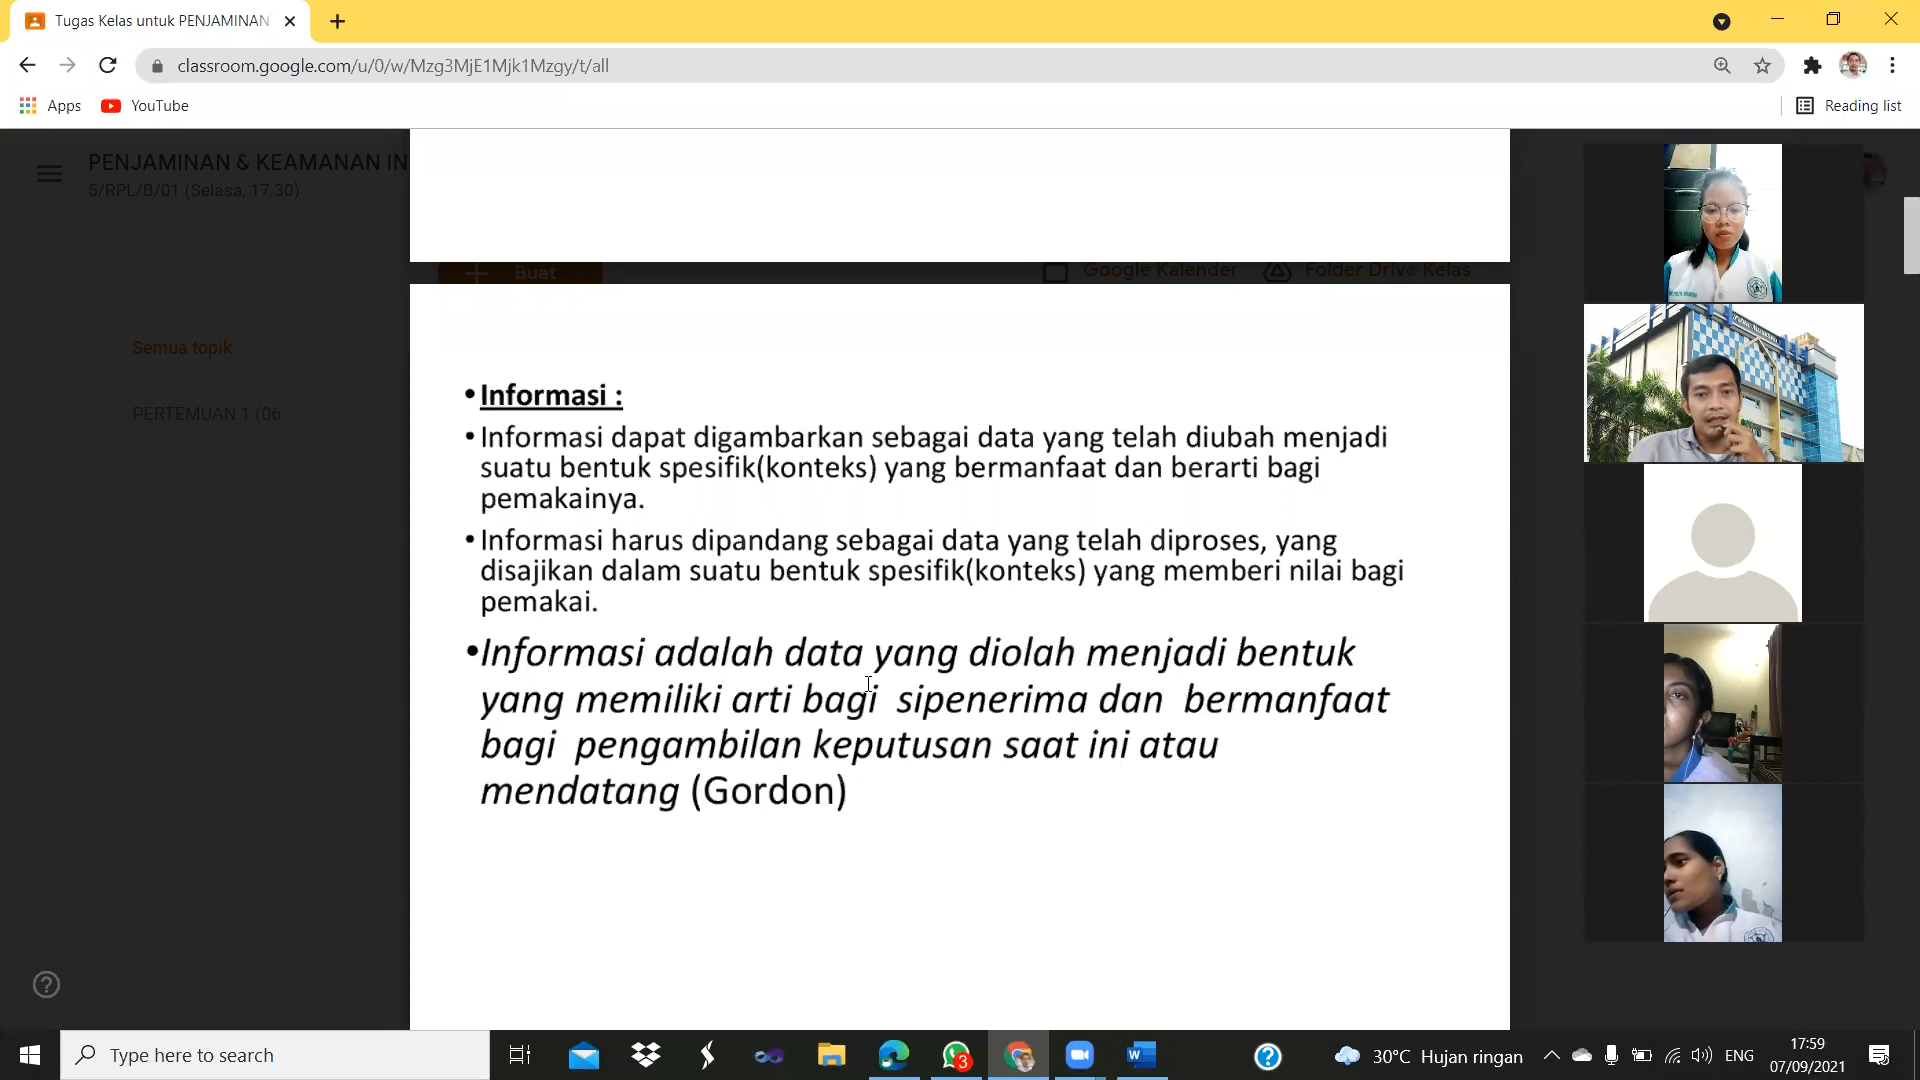 Tugas Kelas untuk PENJAMINAN
classroom.google.com/u/0/w/Mzg3MjE1Mjk1Mzgy/t/all
Apps
YouTube
Reading list
PENJAMINAN & KEAMANAN IN
5/RPL/B/01 (Selasa, 17.30)
Buat
Google Kalender
Folder Drive Kelas
Semua topik
PERTEMUAN 1 (06
•Informasi :
•Informasi dapat digambarkan sebagai data yang telah diubah menjadi
suatu bentuk spesifik(konteks) yang bermanfaat dan berarti bagi
pemakainya.
•Informasi harus dipandang sebagai data yang telah diproses, yang
disajikan dalam suatu bentuk spesifik(konteks) yang memberi nilai bagi
pemakai.
•Informasi adalah data yang diolah menjadi bentuk
yang memiliki arti bagi sipenerima dan bermanfaat
bagi pengambilan keputusan saat ini atau
mendatang (Gordon)
Type here to search
3
30°C Hujan ringan
ENG
17:59
07/09/2021